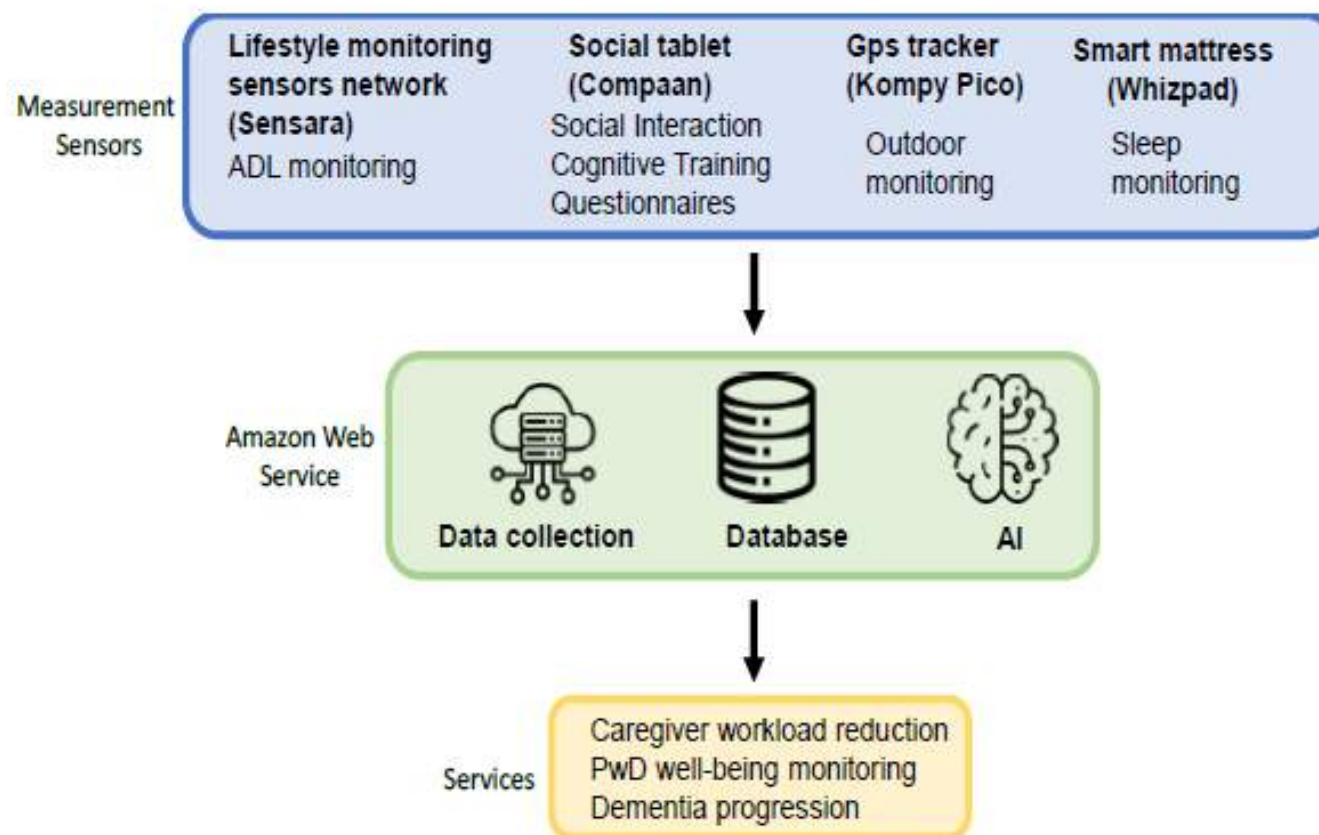 Measurement
Sensors
Lifestyle monitoring
sensors network
(Sensara)
ADL monitoring
Social tablet
(Compaan)
Social Interaction
Cognitive Training
Questionnaires
Gps tracker
(Kompy Pico)
Outdoor
monitoring
Smart mattress
(Whizpad)
Sleep
monitoring
Amazon Web
Service
Data collection
Database
AI
Services
Caregiver workload reduction
PwD well-being monitoring
Dementia progression